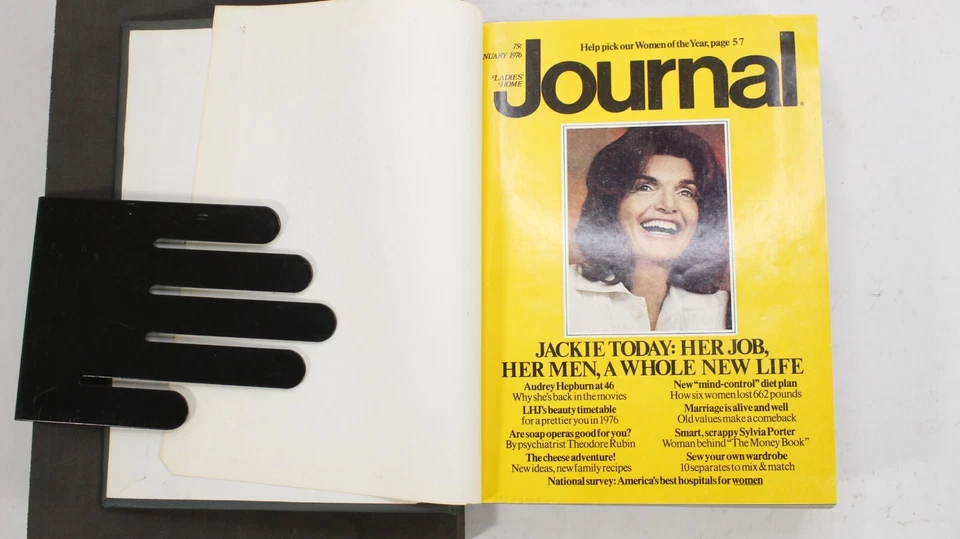 75¢
NUARY 1976
Help pick our Women of the Year, page 57
LADIES'
HOME
Journal
JACKIE TODAY: HER JOB,
HER MEN, A WHOLE NEW LIFE
Audrey Hepburn at 46
Why she's back in the movies
LHJ's beauty timetable
for a prettier you in 1976
Are soap operas good for you?
By psychiatrist Theodore Rubin
The cheese adventure!
New ideas, new family recipes
New "mind-control" diet plan
How six women lost 662 pounds
Marriage is alive and well
Old values make a comeback
Smart, scrappy Sylvia Porter
Woman behind "The Money Book"
Sew your own wardrobe
10 separates to mix & match
National survey: America's best hospitals for women